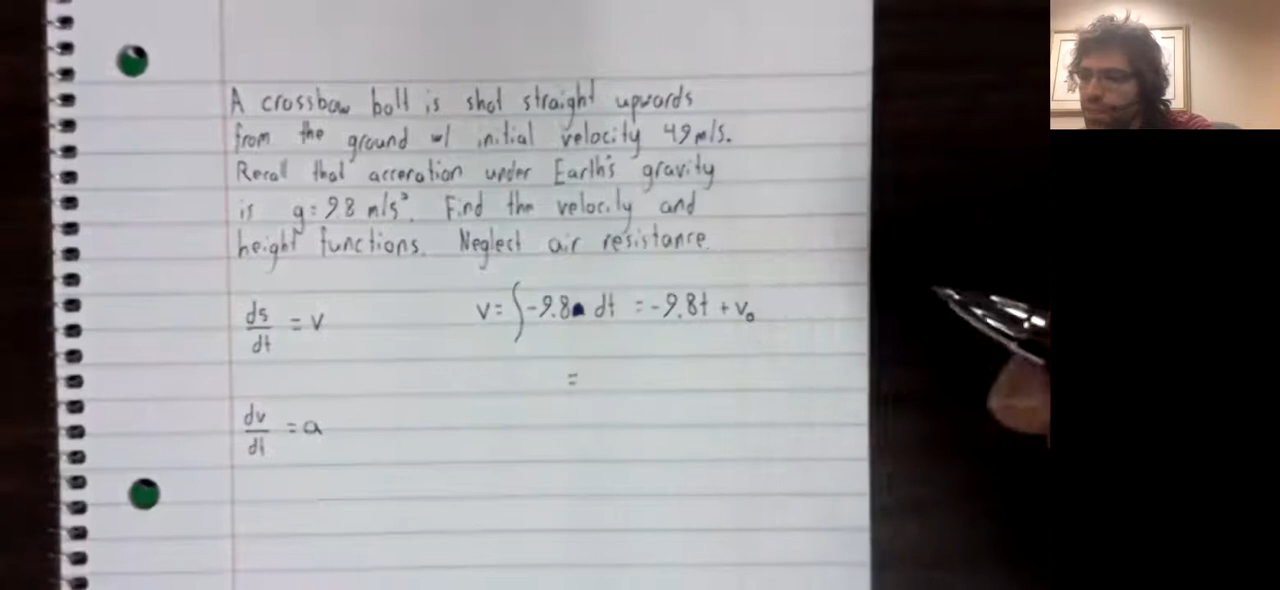 A crossbow bolt is shot straight upwards
from the ground w/ initial velocity 49m/s.
Recall that acceration under Earth's gravity
is g=9.8 m/s². Find the velocity and
height functions. Neglect air resistance.
ds/dt = v
v = ∫ -9.8 dt = -9.8t + v₀
=
dv/dt = a